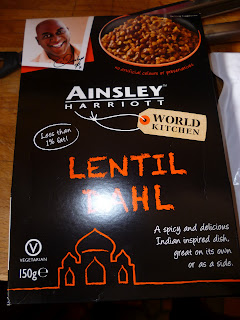 no artificial colours or preservatives
AINSLEY
HARRIOTT
WORLD
KITCHEN
Less than
1% fat!
LENTIL
DAHL
A spicy and delicious
Indian inspired dish,
great on its own
or as a side.
V
VEGETARIAN
150g e